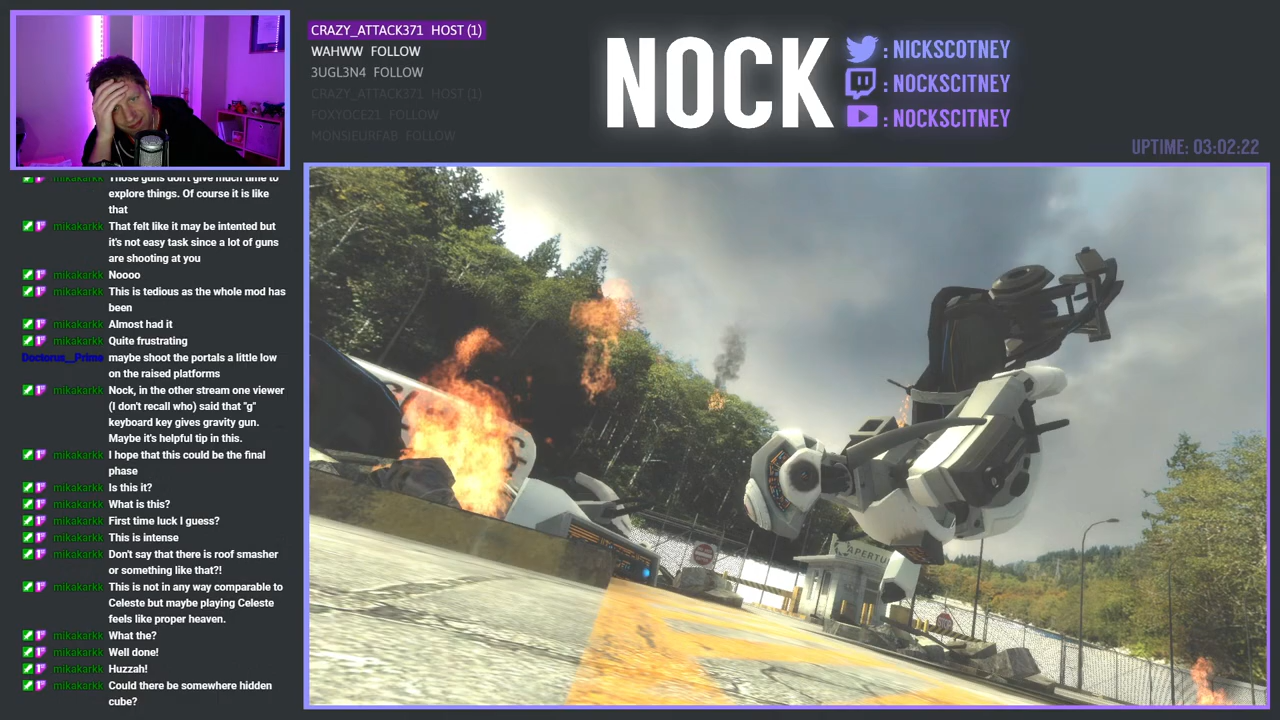 CRAZY_ATTACK371 HOST (1)
WAHWW FOLLOW
3UGL3N4 FOLLOW
CRAZY_ATTACK371 HOST (1)
FOXYOCE21 FOLLOW
MONSIEURFAB FOLLOW
NOCK
: NICKSCOTNEY
: NOCKSCITNEY
: NOCKSCITNEY
UPTIME: 03:02:22
mikakarkk Those guns don't give much time to
explore things. Of course it is like
that
mikakarkk That felt like it may be intented but
it's not easy task since a lot of guns
are shooting at you
mikakarkk Noooo
mikakarkk This is tedious as the whole mod has
been
mikakarkk Almost had it
mikakarkk Quite frustrating
Doctorus__Prime maybe shoot the portals a little low
on the raised platforms
mikakarkk Nock, in the other stream one viewer
(I don't recall who) said that "g"
keyboard key gives gravity gun.
Maybe it's helpful tip in this.
mikakarkk I hope that this could be the final
phase
mikakarkk Is this it?
mikakarkk What is this?
mikakarkk First time luck I guess?
mikakarkk This is intense
mikakarkk Don't say that there is roof smasher
or something like that?!
mikakarkk This is not in any way comparable to
Celeste but maybe playing Celeste
feels like proper heaven.
mikakarkk What the?
mikakarkk Well done!
mikakarkk Huzzah!
mikakarkk Could there be somewhere hidden
cube?
APERTU